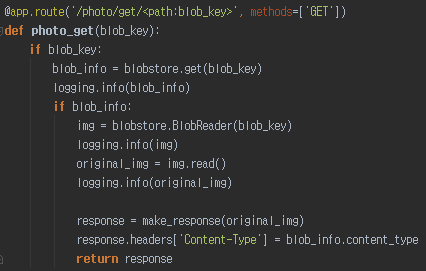 @app.route('/photo/get/<path:blob_key>', methods=['GET'])
def photo_get(blob_key):
    if blob_key:
        blob_info = blobstore.get(blob_key)
        logging.info(blob_info)
        if blob_info:
            img = blobstore.BlobReader(blob_key)
            logging.info(img)
            original_img = img.read()
            logging.info(original_img)

            response = make_response(original_img)
            response.headers['Content-Type'] = blob_info.content_type
            return response